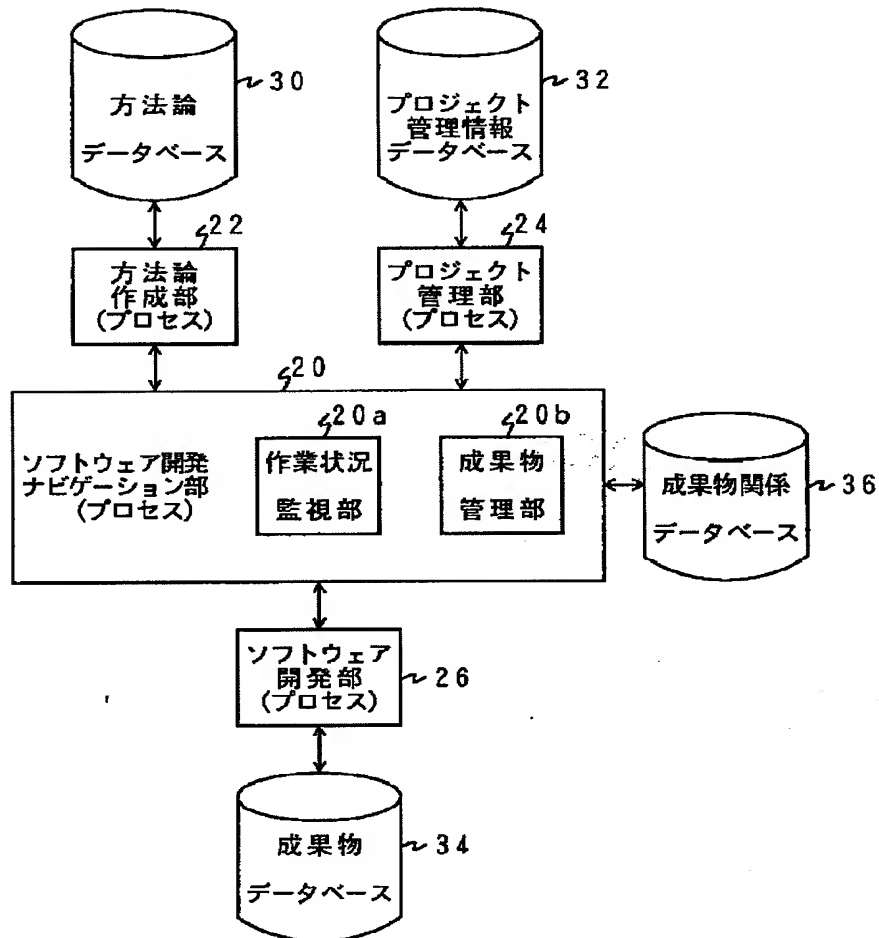 方法論
データベース
30
プロジェクト
管理情報
データベース
32
22
方法論
作成部
(プロセス)
24
プロジェクト
管理部
(プロセス)
20
ソフトウェア開発
ナビゲーション部
(プロセス)
20a
作業状況
監視部
20b
成果物
管理部
成果物関係
データベース
36
ソフトウェア
開発部
(プロセス)
26
成果物
データベース
34